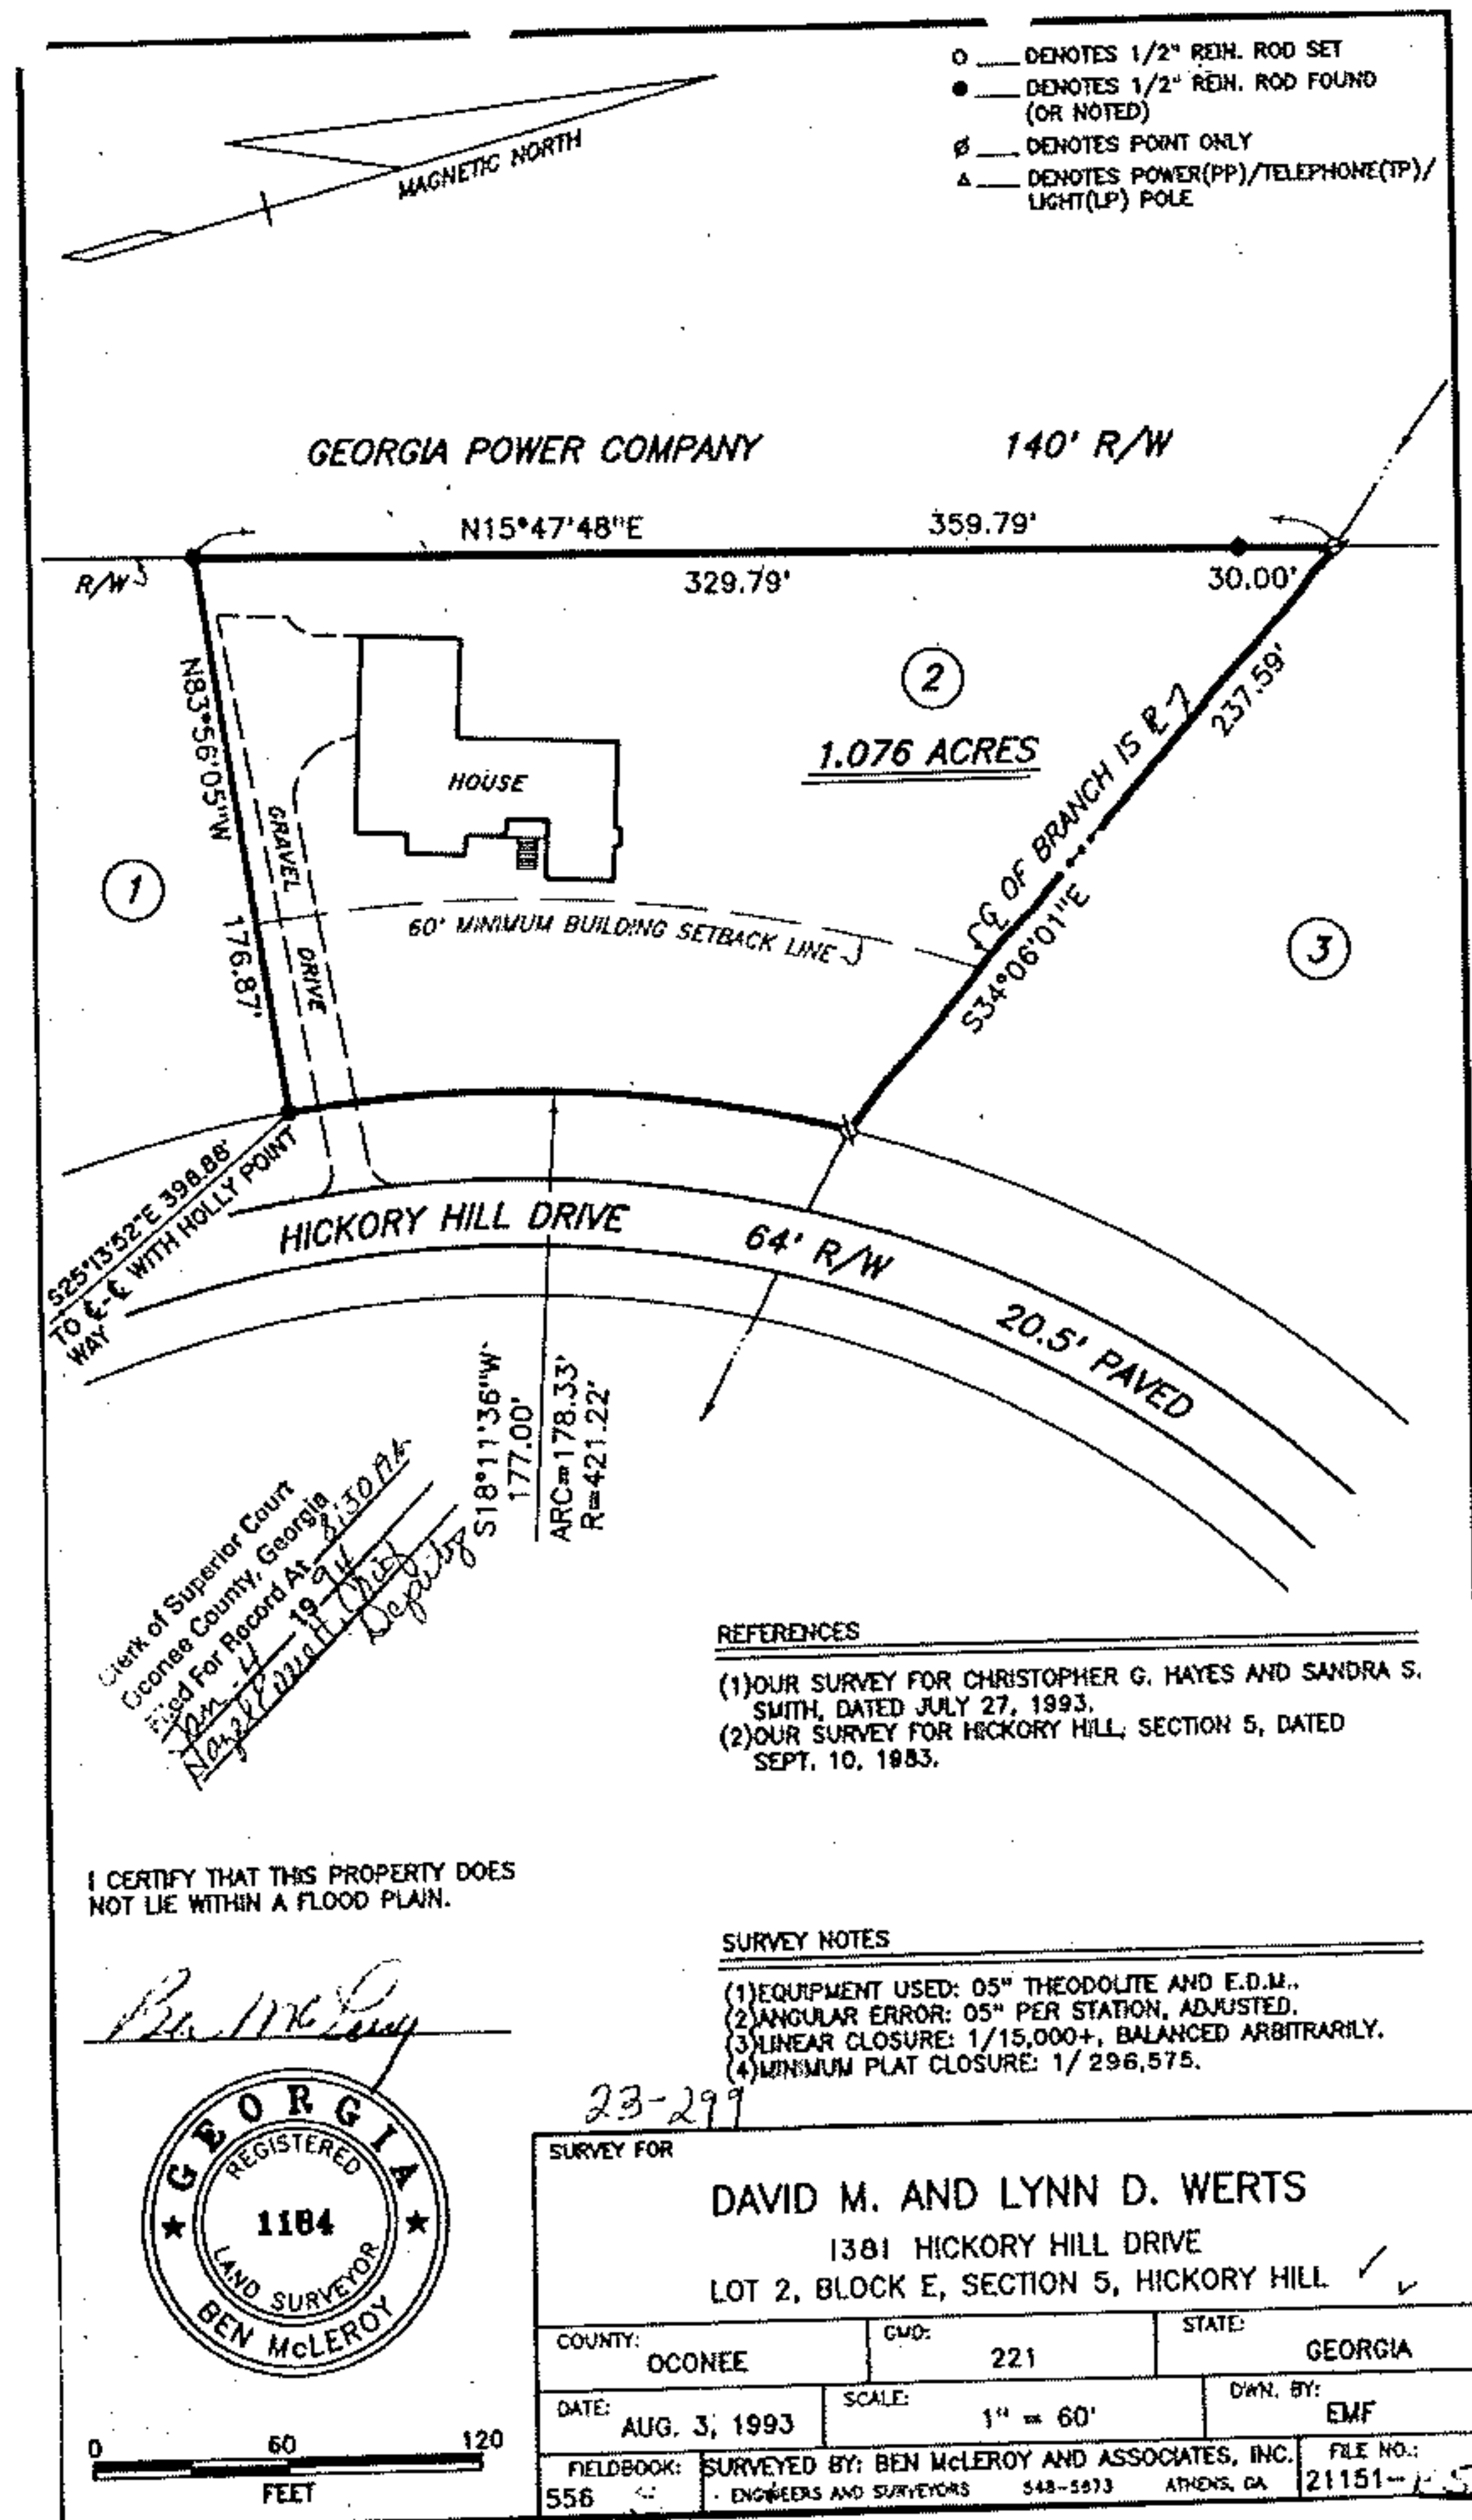 O ___ DENOTES 1/2" REIN. ROD SET
● ___ DENOTES 1/2" REIN. ROD FOUND
(OR NOTED)
ø ___ DENOTES POINT ONLY
▵ ___ DENOTES POWER(PP)/TELEPHONE(TP)/
LIGHT(LP) POLE
MAGNETIC NORTH
GEORGIA POWER COMPANY 140' R/W
N15°47'48"E 359.79'
R/W
329.79' 30.00'
N83°56'05"W
176.87'
2
1.076 ACRES
237.59'
HOUSE
℄ OF BRANCH IS ⅊
S34°06'01"E
GRAVEL
DRIVE
1
3
60' MINIMUM BUILDING SETBACK LINE
S25°13'52"E 398.86'
TO ℄-℄ WITH HOLLY POINT
WAY
HICKORY HILL DRIVE 64' R/W
20.5' PAVED
S18°11'36"W
177.00'
ARC=178.33'
R=421.22'
Clerk of Superior Court
Oconee County, Georgia
Filed For Record At 8:30 AM
Jan. 4 1994
Chief
Deputy
REFERENCES
(1)OUR SURVEY FOR CHRISTOPHER G. HAYES AND SANDRA S.
SMITH, DATED JULY 27, 1993.
(2)OUR SURVEY FOR HICKORY HILL, SECTION 5, DATED
SEPT. 10, 1983.
I CERTIFY THAT THIS PROPERTY DOES
NOT LIE WITHIN A FLOOD PLAIN.
Ben McLeroy
SURVEY NOTES
(1)EQUIPMENT USED: 05" THEODOLITE AND E.D.M..
(2)ANGULAR ERROR: 05" PER STATION, ADJUSTED.
(3)LINEAR CLOSURE: 1/15,000+, BALANCED ARBITRARILY.
(4)MINIMUM PLAT CLOSURE: 1/ 296,575.
23-299
GEORGIA
REGISTERED
1184
LAND SURVEYOR
BEN McLEROY
SURVEY FOR
DAVID M. AND LYNN D. WERTS
1381 HICKORY HILL DRIVE
LOT 2, BLOCK E, SECTION 5, HICKORY HILL
COUNTY: OCONEE GMD: 221 STATE: GEORGIA
DATE: AUG. 3, 1993 SCALE: 1" = 60' DWN. BY: EMF
FIELDBOOK: 556 SURVEYED BY: BEN McLEROY AND ASSOCIATES, INC. FILE NO.: 21151-
ENGINEERS AND SURVEYORS 548-5673 ATHENS, GA
0 60 120
FEET